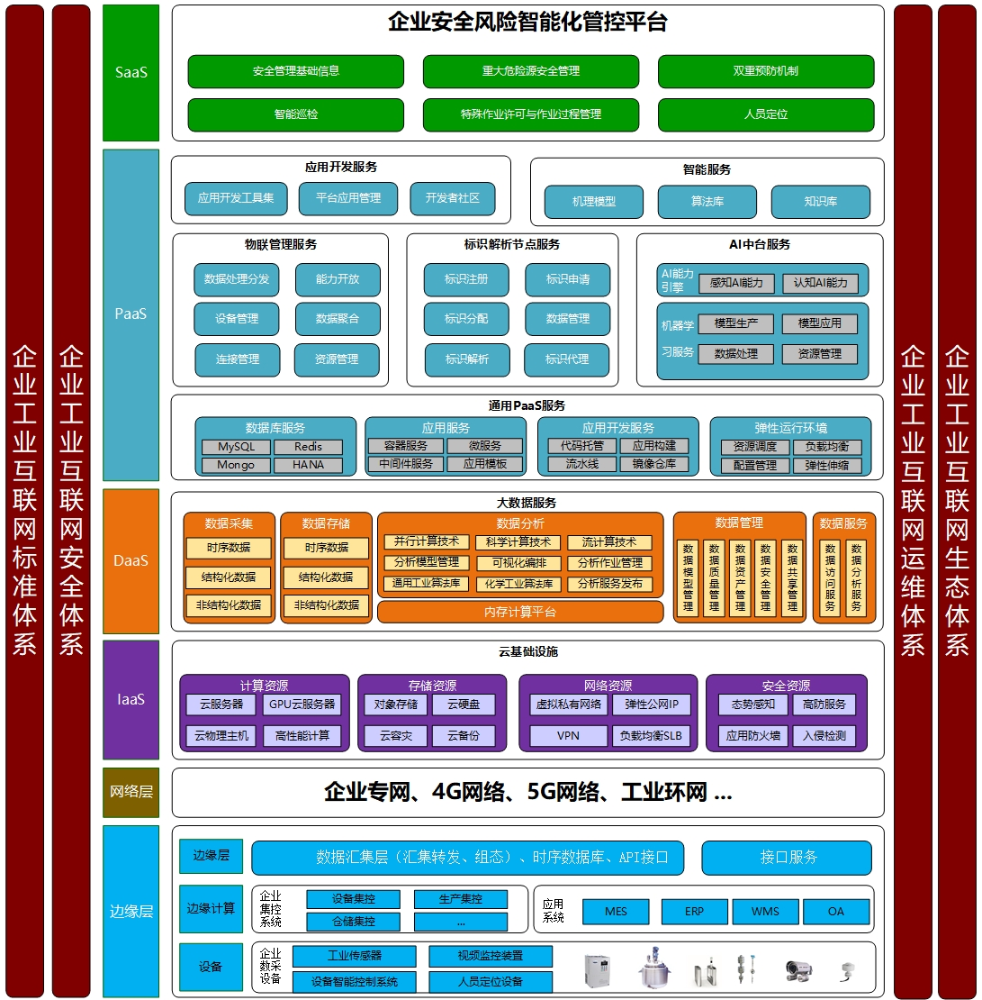 企业工业互联网标准体系
企业工业互联网安全体系
SaaS
企业安全风险智能化管控平台
安全管理基础信息
重大危险源安全管理
双重预防机制
智能巡检
特殊作业许可与作业过程管理
人员定位
PaaS
应用开发服务
应用开发工具集
平台应用管理
开发者社区
智能服务
机理模型
算法库
知识库
物联管理服务
数据处理分发
能力开放
设备管理
数据聚合
连接管理
资源管理
标识解析节点服务
标识注册
标识申请
标识分配
数据管理
标识解析
标识代理
AI中台服务
AI能力
引擎
感知AI能力
认知AI能力
机器学
习服务
模型生产
模型应用
数据处理
资源管理
通用PaaS服务
数据库服务
MySQL
Redis
Mongo
HANA
应用服务
容器服务
微服务
中间件服务
应用模板
应用开发服务
代码托管
应用构建
流水线
镜像仓库
弹性运行环境
资源调度
负载均衡
配置管理
弹性伸缩
DaaS
大数据服务
数据采集
时序数据
结构化数据
非结构化数据
数据存储
时序数据
结构化数据
非结构化数据
数据分析
并行计算技术
科学计算技术
流计算技术
分析模型管理
可视化编排
分析作业管理
通用工业算法库
化学工业算法库
分析服务发布
内存计算平台
数据管理
数据模型管理
数据质量管理
数据资产管理
数据安全管理
数据共享管理
数据服务
数据访问服务
数据分析服务
IaaS
云基础设施
计算资源
云服务器
GPU云服务器
云物理主机
高性能计算
存储资源
对象存储
云硬盘
云容灾
云备份
网络资源
虚拟私有网络
弹性公网IP
VPN
负载均衡SLB
安全资源
态势感知
高防服务
应用防火墙
入侵检测
网络层
企业专网、4G网络、5G网络、工业环网 ...
边缘层
边缘层
数据汇集层（汇集转发、组态）、时序数据库、API接口
接口服务
边缘计算
企业
集控
系统
设备集控
生产集控
仓储集控
...
应用
系统
MES
ERP
WMS
OA
设备
企业
数采
设备
工业传感器
视频监控装置
设备智能控制系统
人员定位设备
企业工业互联网运维体系
企业工业互联网生态体系